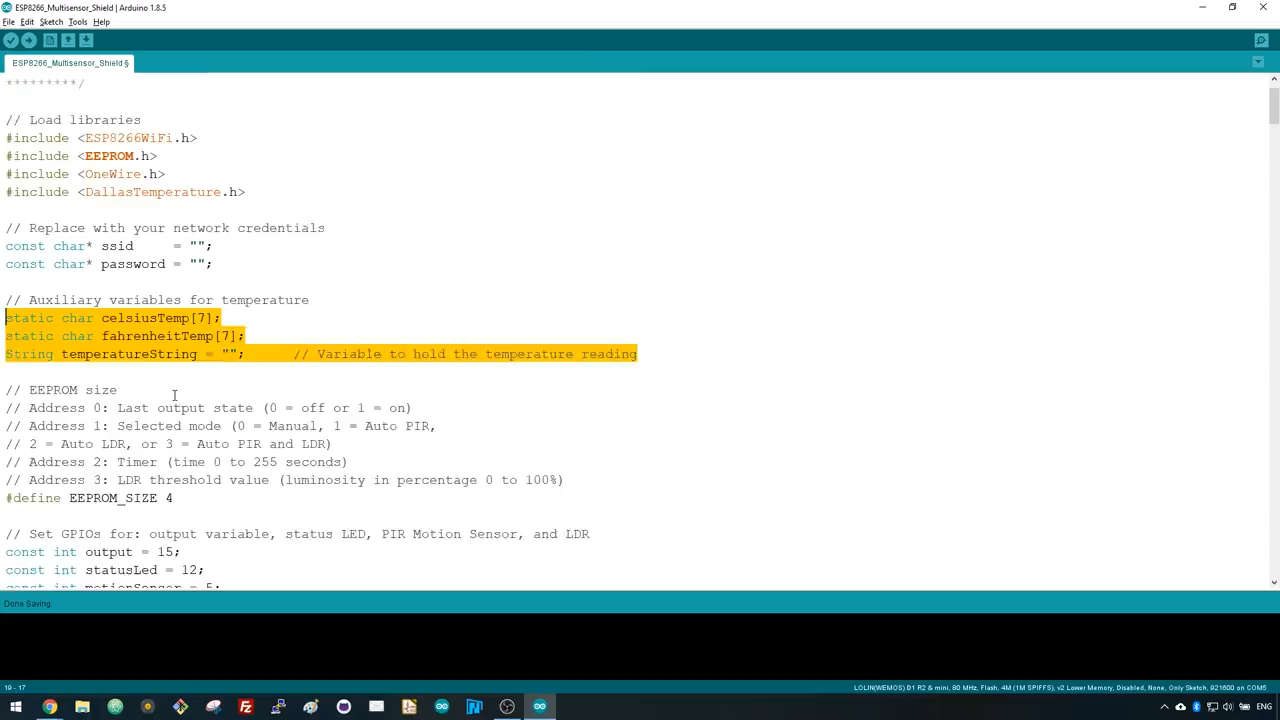 ESP8266_Multisensor_Shield | Arduino 1.8.5
File Edit Sketch Tools Help
ESP8266_Multisensor_Shield §
*********/
// Load libraries
#include <ESP8266WiFi.h>
#include <EEPROM.h>
#include <OneWire.h>
#include <DallasTemperature.h>
// Replace with your network credentials
const char* ssid     = "";
const char* password = "";
// Auxiliary variables for temperature
static char celsiusTemp[7];
static char fahrenheitTemp[7];
String temperatureString = "";      // Variable to hold the temperature reading
// EEPROM size
// Address 0: Last output state (0 = off or 1 = on)
// Address 1: Selected mode (0 = Manual, 1 = Auto PIR,
// 2 = Auto LDR, or 3 = Auto PIR and LDR)
// Address 2: Timer (time 0 to 255 seconds)
// Address 3: LDR threshold value (luminosity in percentage 0 to 100%)
#define EEPROM_SIZE 4
// Set GPIOs for: output variable, status LED, PIR Motion Sensor, and LDR
const int output = 15;
const int statusLed = 12;
const int motionSensor = 5;
Done Saving.
19 - 17
LOLIN(WEMOS) D1 R2 & mini, 80 MHz, Flash, 4M (1M SPIFFS), v2 Lower Memory, Disabled, None, Only Sketch, 921600 on COM5
ENG